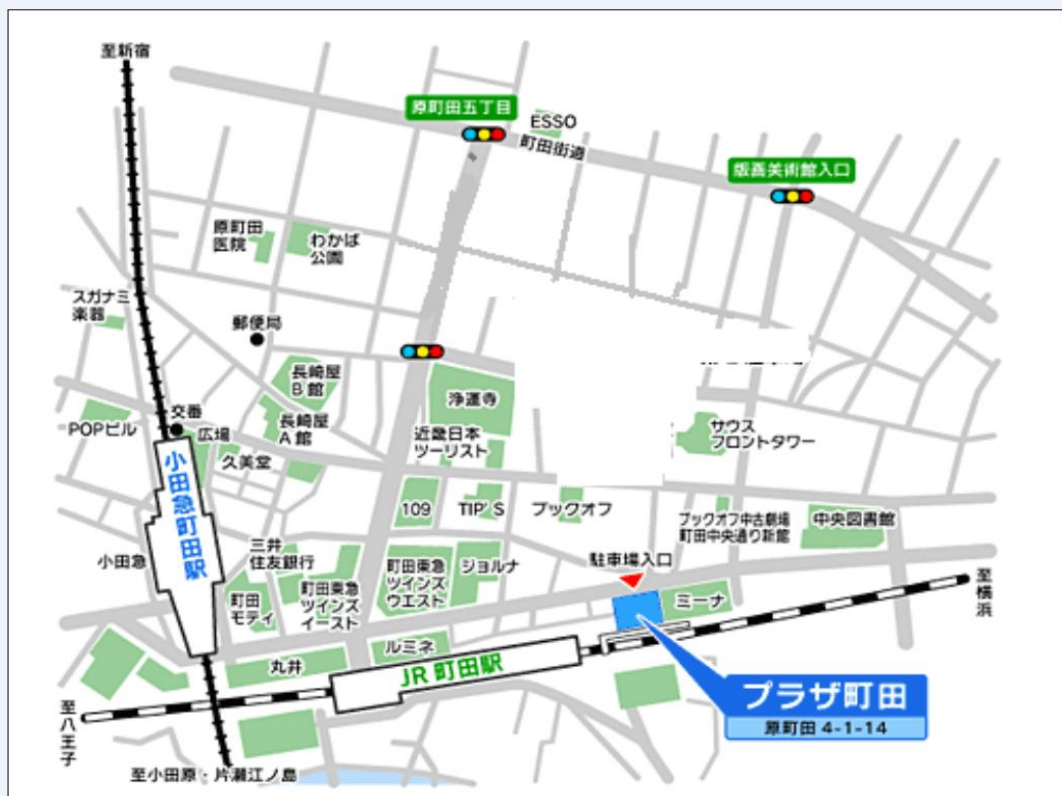 至新宿
原町田五丁目
ESSO
町田街道
版画美術館入口
原町田
医院
わかば
公園
スガナミ
楽器
郵便局
長崎屋
B館
浄運寺
交番
POPビル
広場
長崎屋
A館
久美堂
近畿日本
ツーリスト
サウス
フロントタワー
小田急町田駅
109
TIP'S
ブックオフ
ブックオフ中古劇場
町田中央通り新館
中央図書館
小田急
三井
住友銀行
町田東急
ツインズ
ウエスト
ジョルナ
駐車場入口
町田
モディ
町田東急
ツインズ
イースト
ミーナ
至横浜
丸井
ルミネ
JR町田駅
プラザ町田
原町田 4-1-14
至八王子
至小田原・片瀬江ノ島